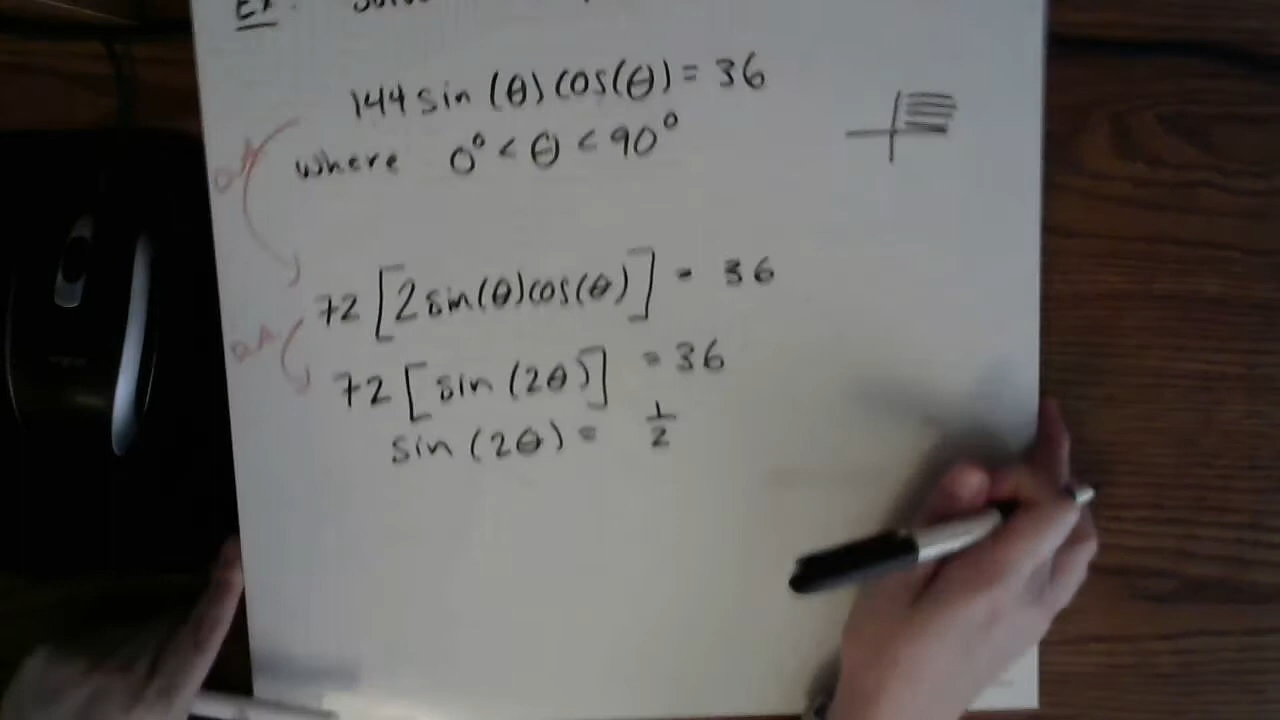 Ex:
144 sin (θ) cos(θ) = 36
where 0° < θ < 90°
72 [2 sin(θ)cos(θ)] = 36
72 [sin (2θ)] = 36
sin (2θ) = 1/2